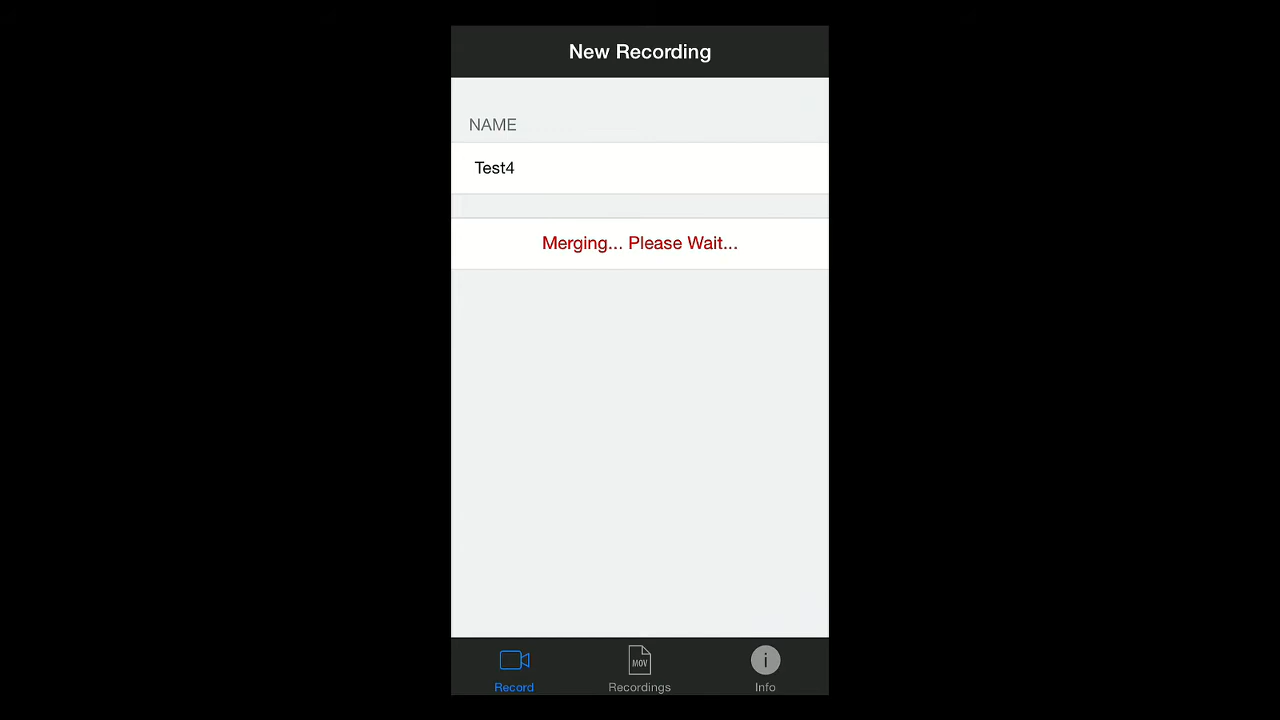 New Recording
NAME
Test4
Merging... Please Wait...
MOV
i
Record
Recordings
Info